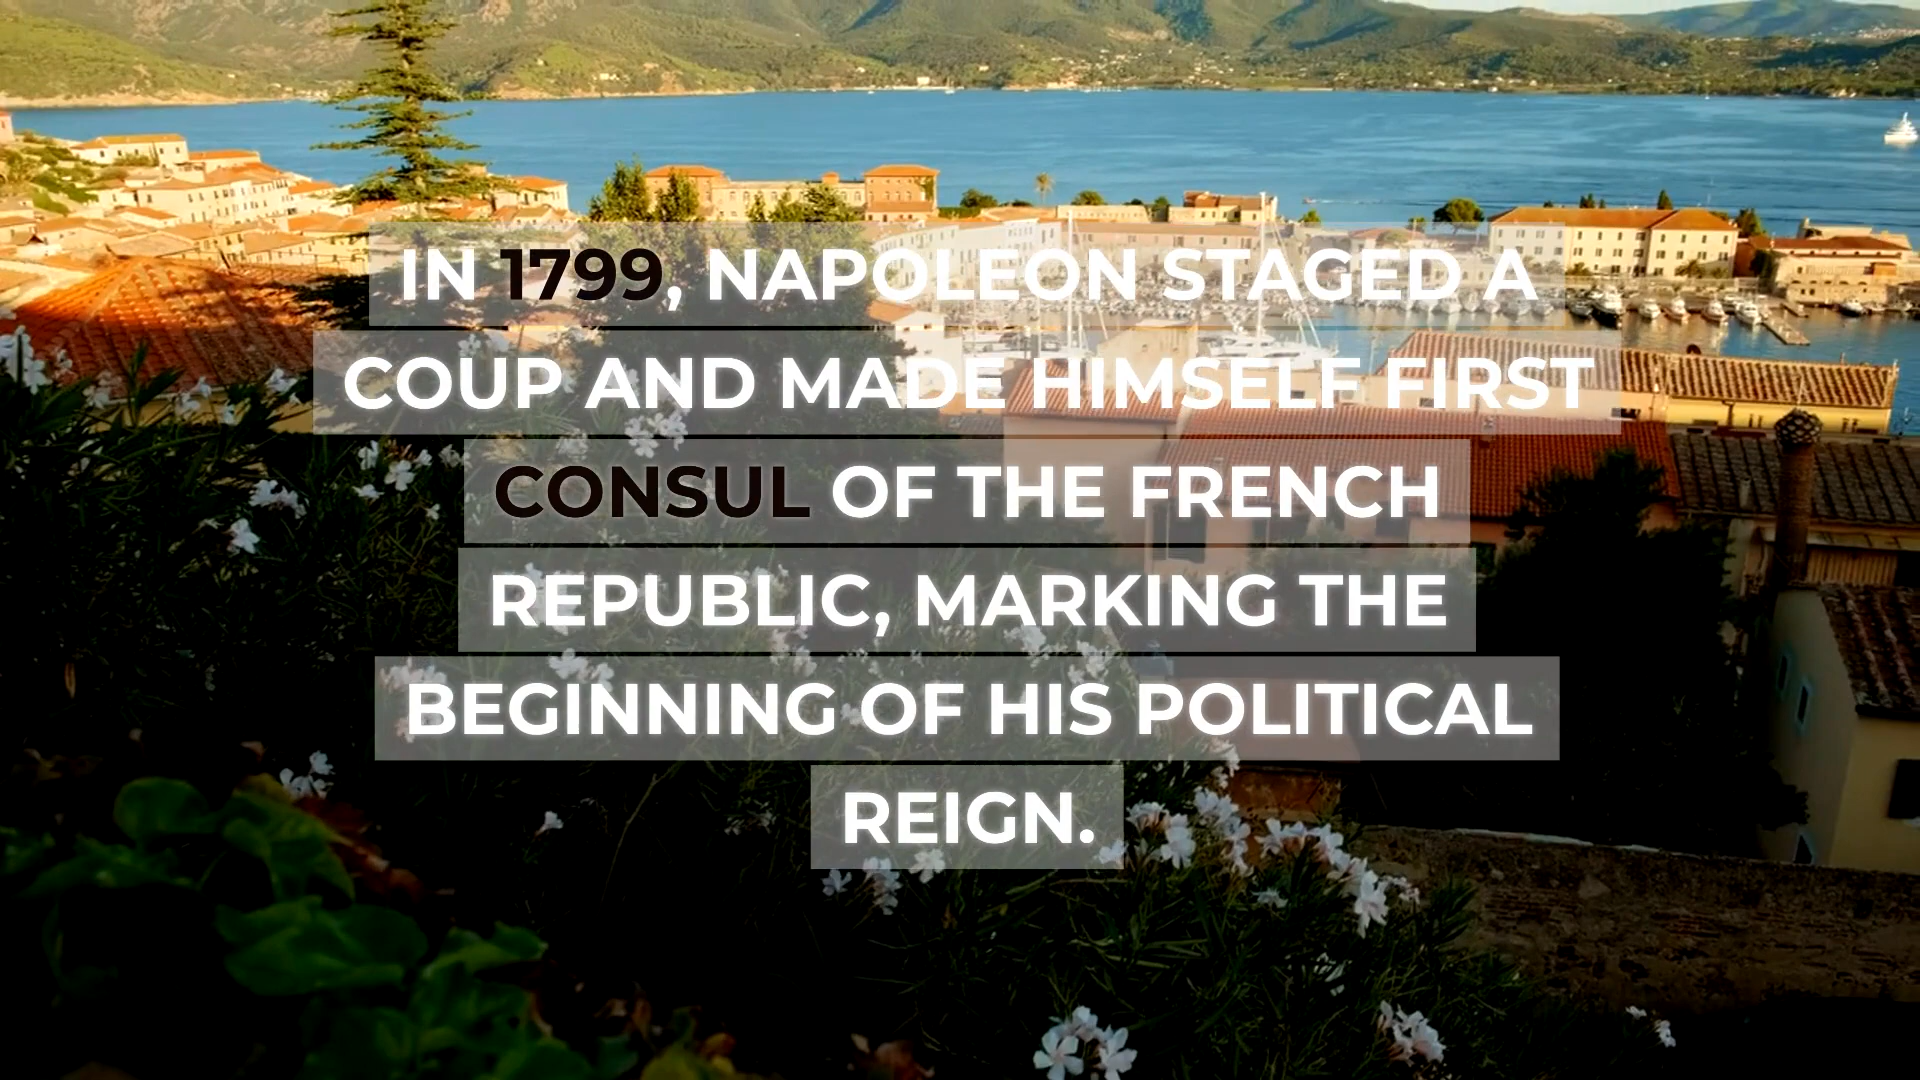 IN 1799, NAPOLEON STAGED A
COUP AND MADE HIMSELF FIRST
CONSUL OF THE FRENCH
REPUBLIC, MARKING THE
BEGINNING OF HIS POLITICAL
REIGN.